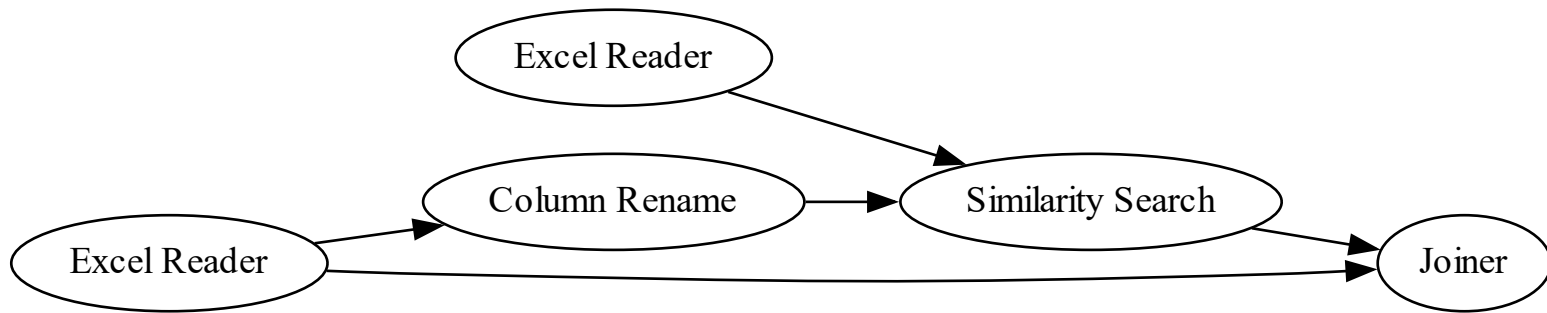 Excel Reader
Column Rename
Similarity Search
Excel Reader
Joiner